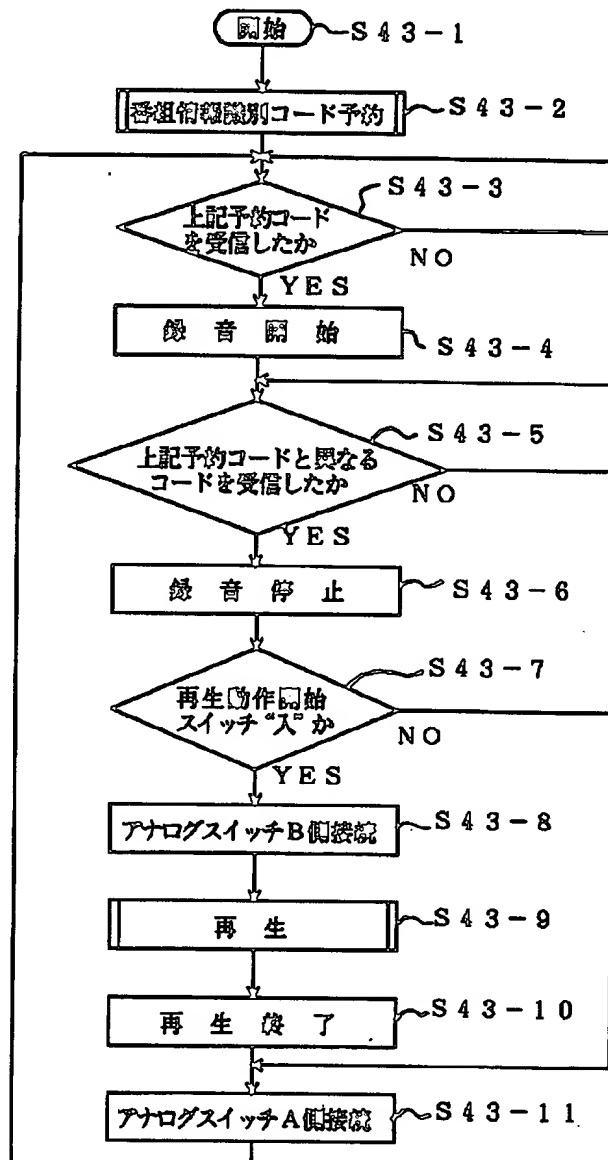 開始
S43-1
番組情報識別コード予約
S43-2
S43-3
上記予約コード
を受信したか
NO
YES
録音開始
S43-4
S43-5
上記予約コードと異なる
コードを受信したか
NO
YES
録音停止
S43-6
S43-7
再生動作開始
スイッチ“入”か
NO
YES
アナログスイッチB側接続
S43-8
再生
S43-9
再生終了
S43-10
アナログスイッチA側接続
S43-11